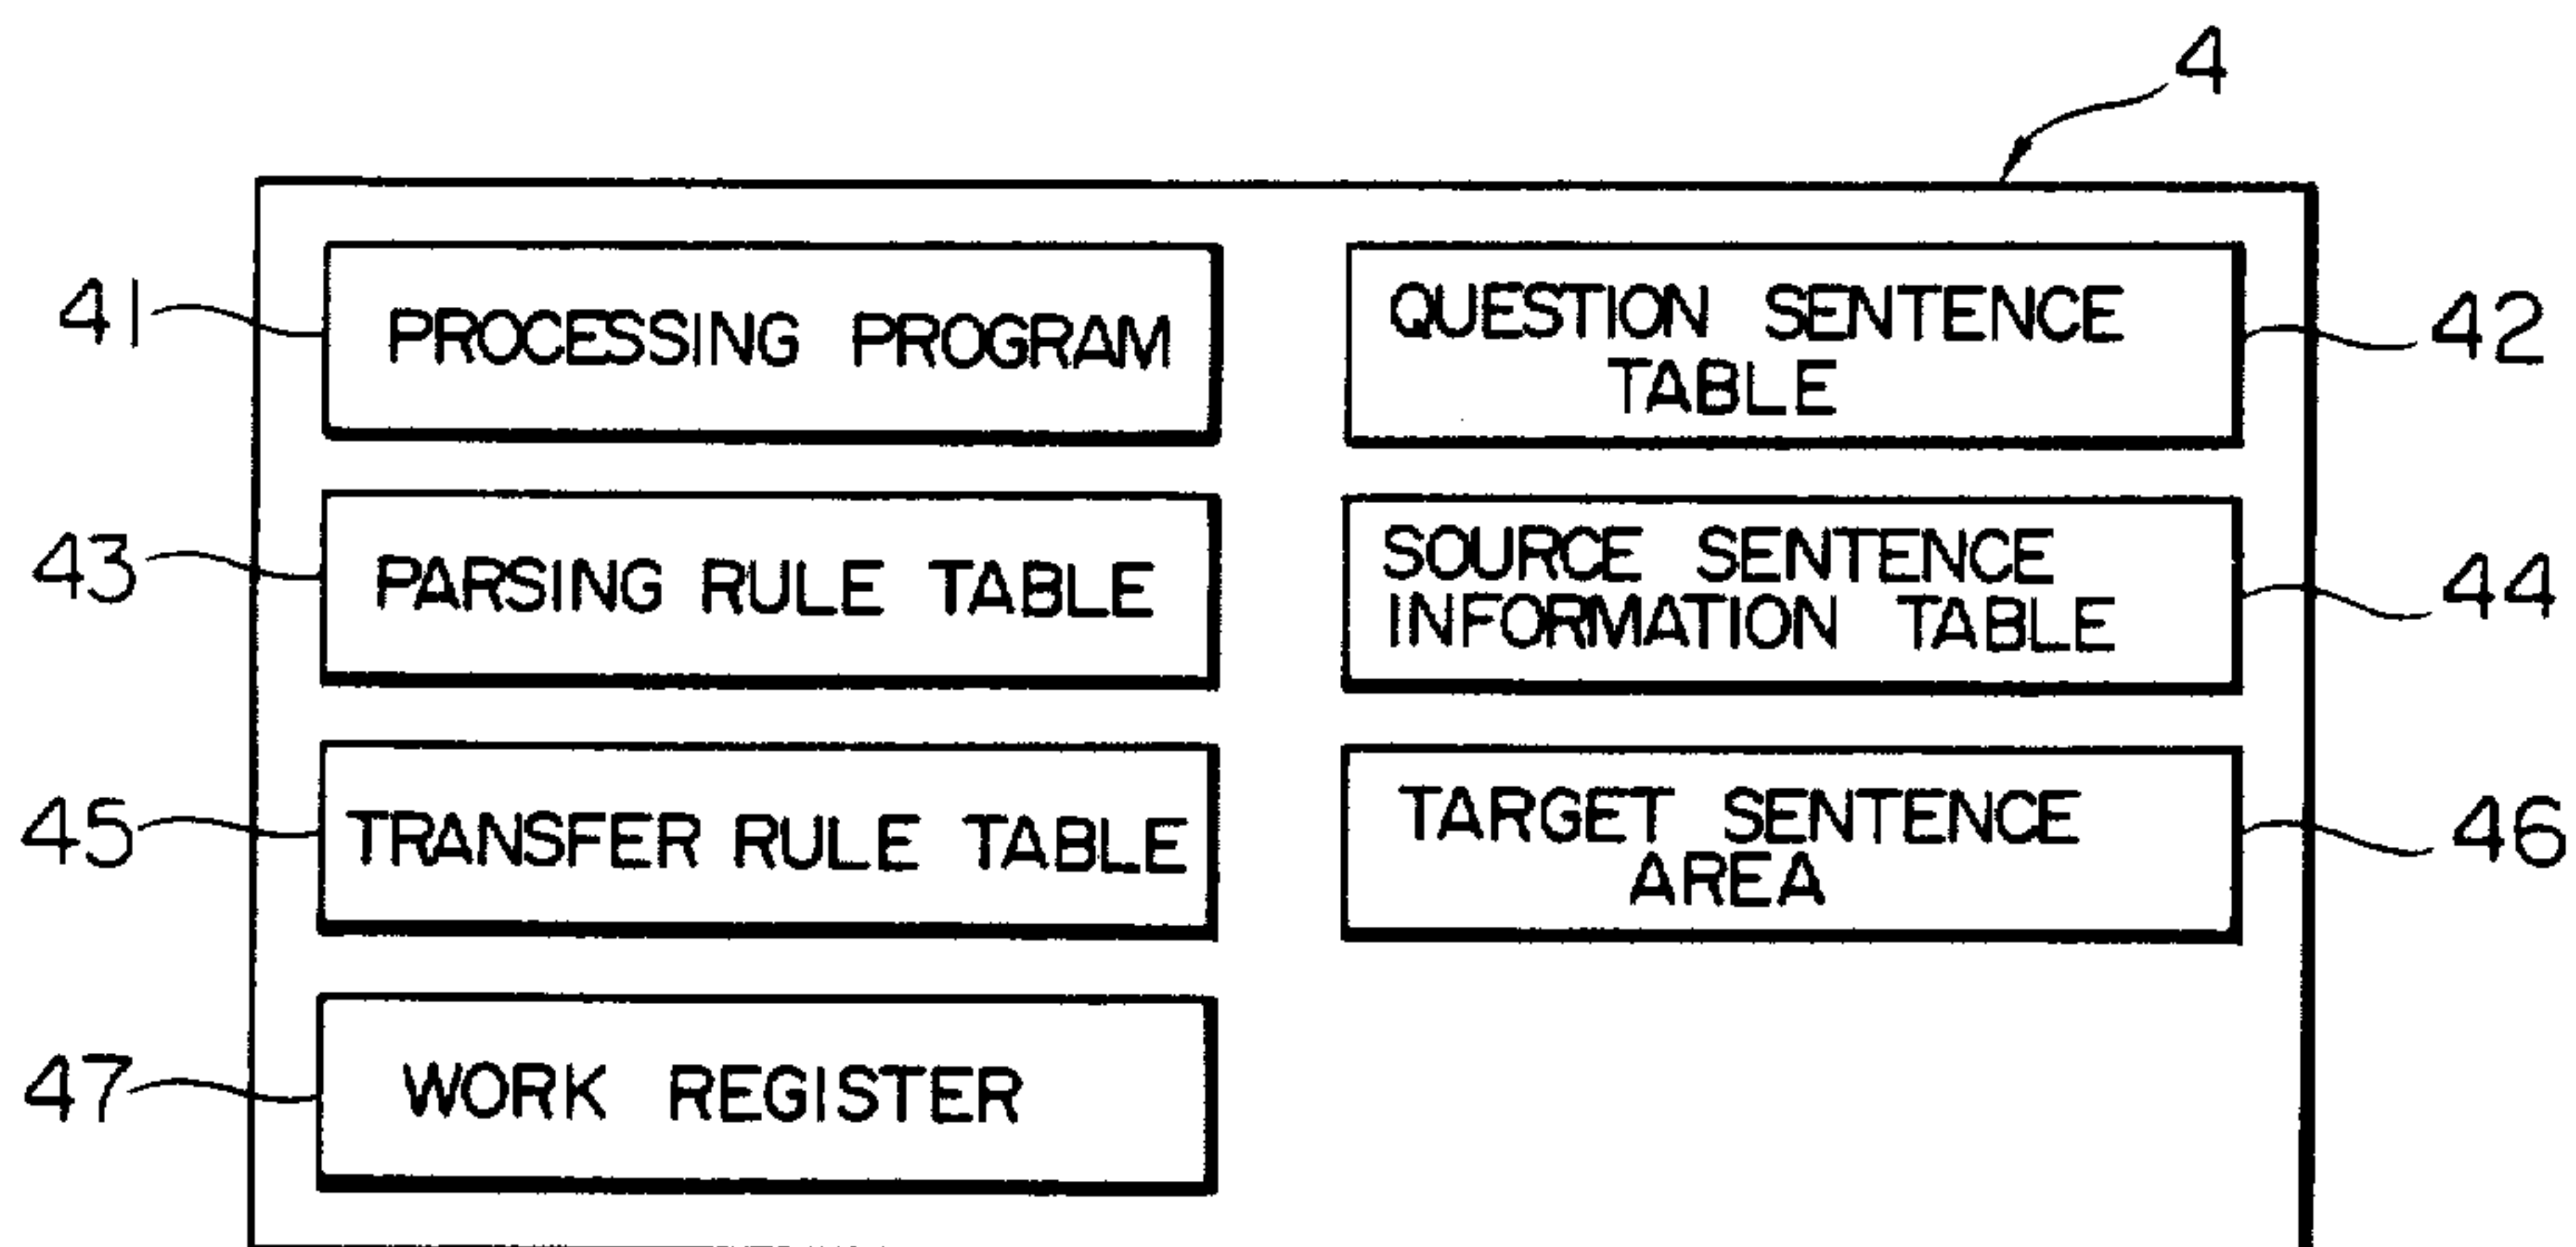 4
41
PROCESSING PROGRAM
QUESTION SENTENCE
TABLE
42
43
PARSING RULE TABLE
SOURCE SENTENCE
INFORMATION TABLE
44
45
TRANSFER RULE TABLE
TARGET SENTENCE
AREA
46
47
WORK REGISTER